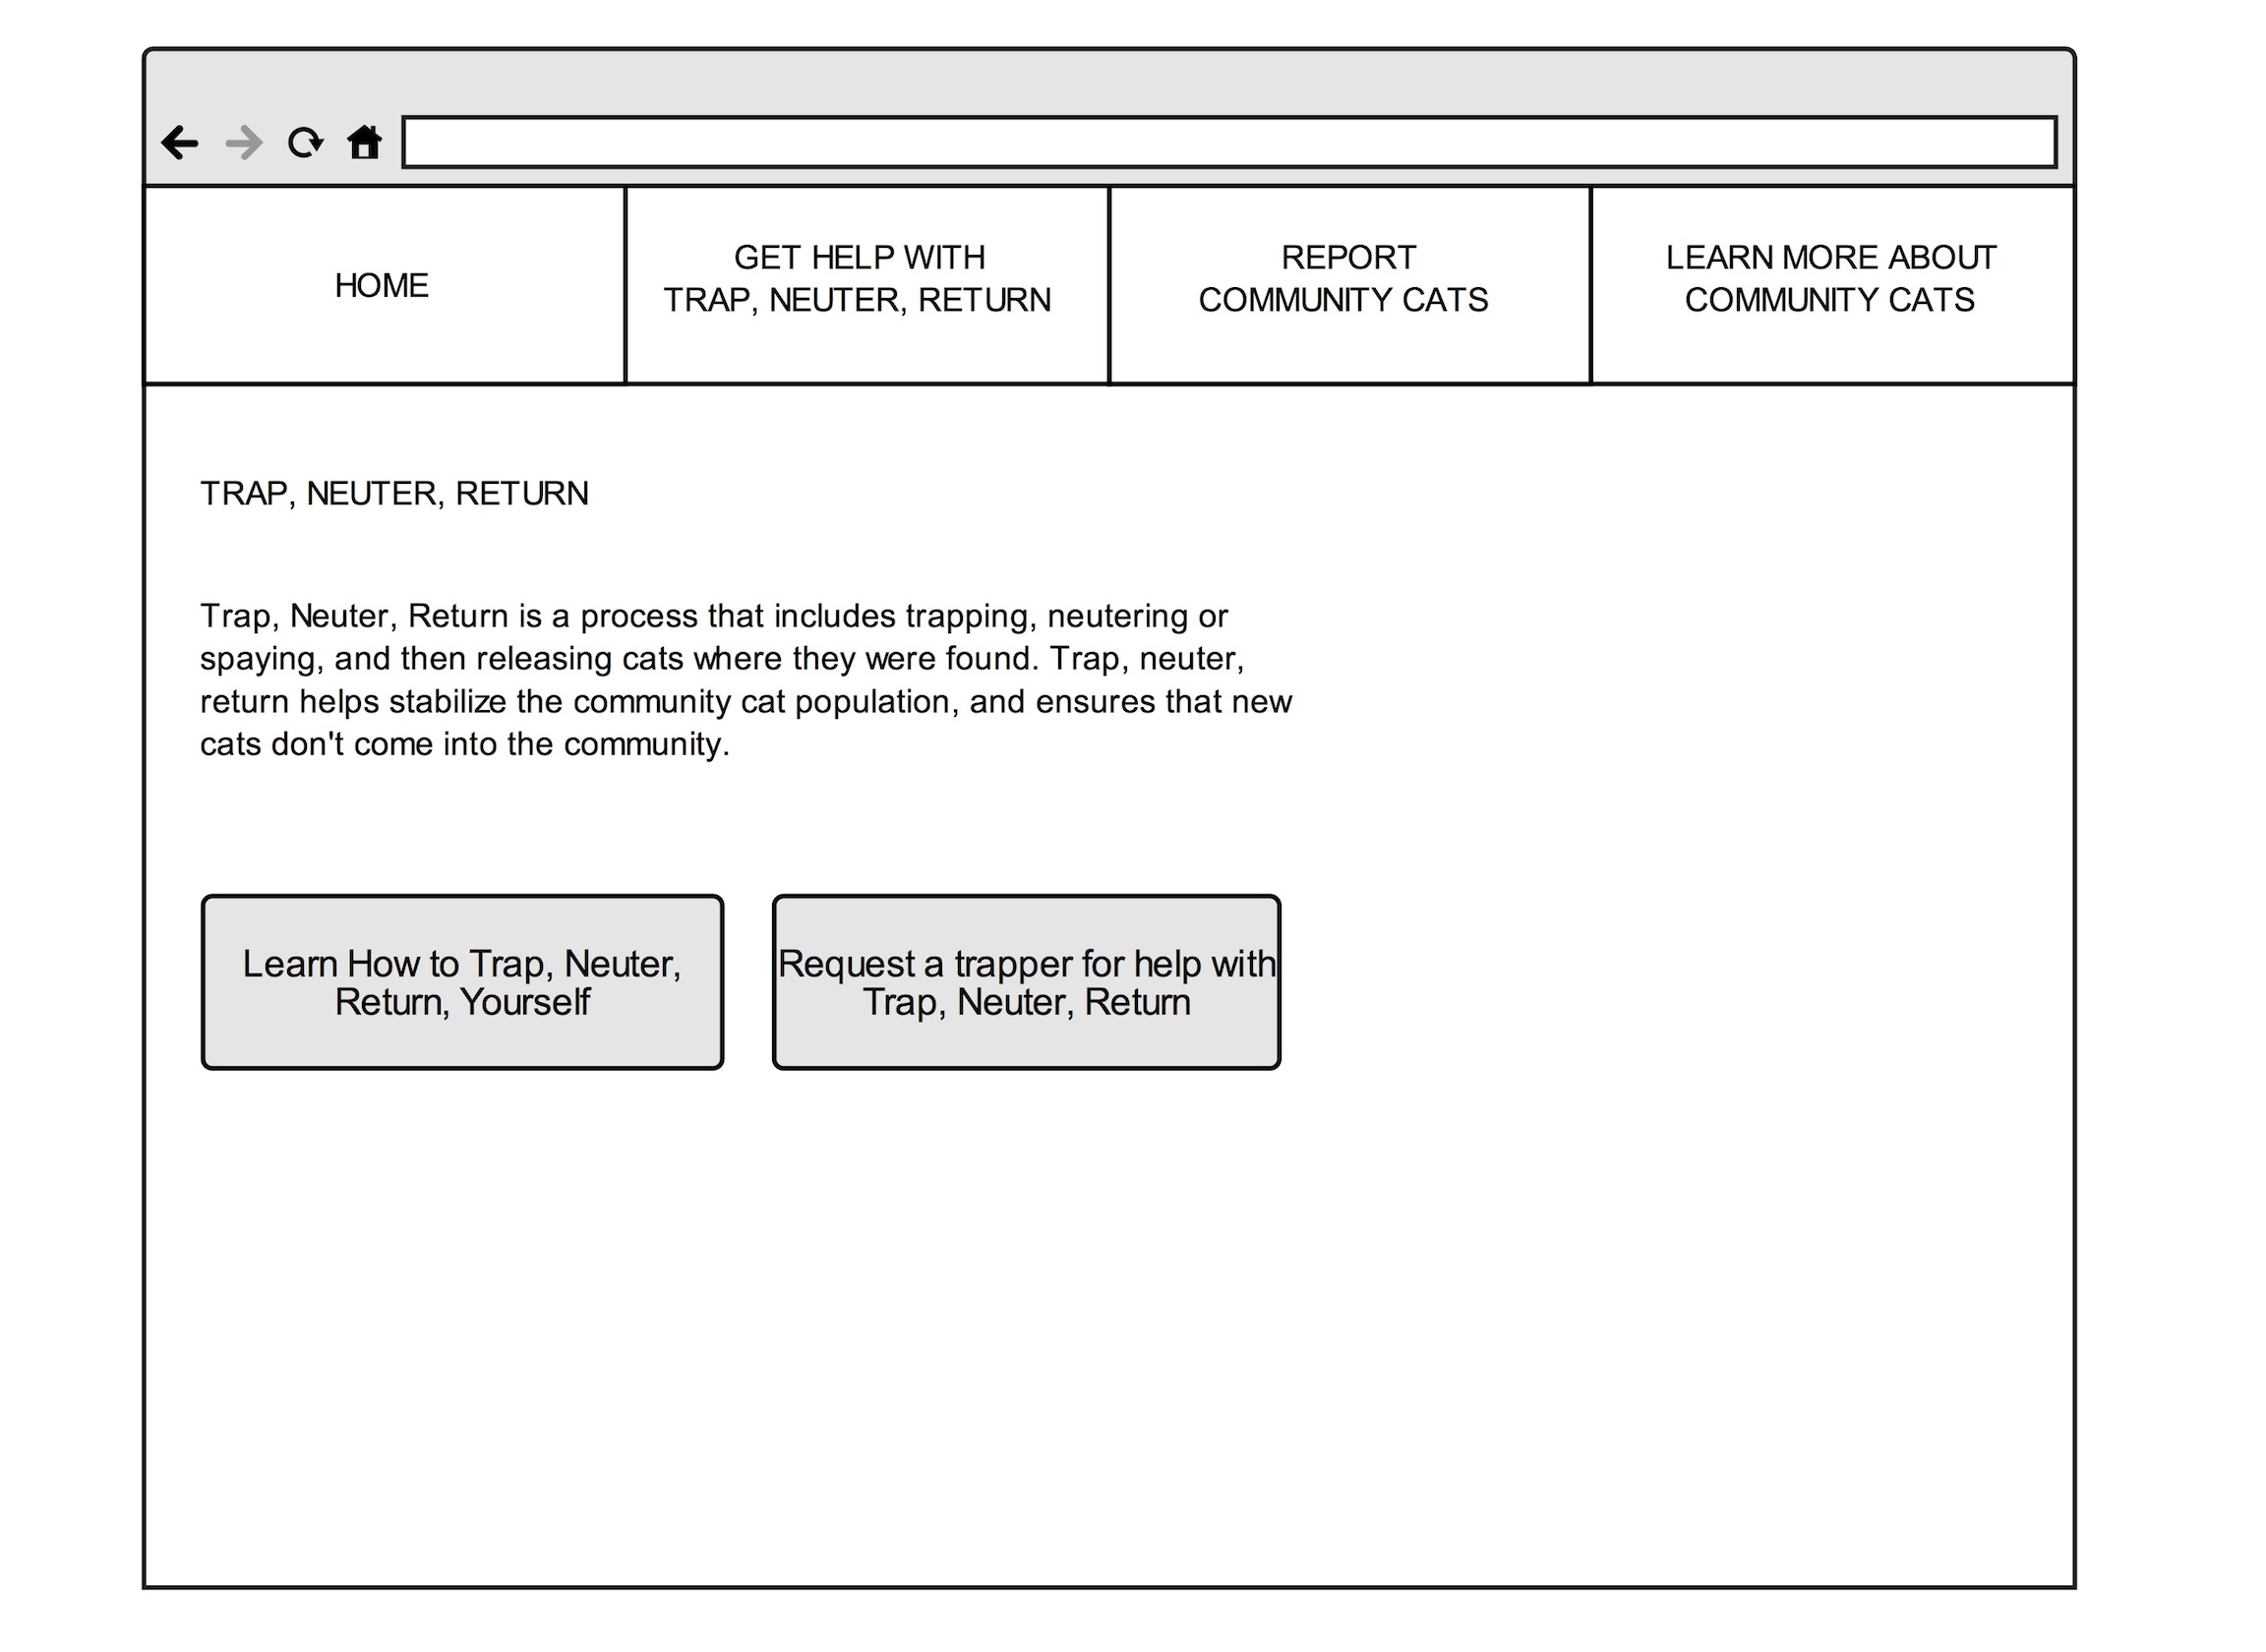 HOME
GET HELP WITH
TRAP, NEUTER, RETURN
REPORT
COMMUNITY CATS
LEARN MORE ABOUT
COMMUNITY CATS
TRAP, NEUTER, RETURN
Trap, Neuter, Return is a process that includes trapping, neutering or
spaying, and then releasing cats where they were found. Trap, neuter,
return helps stabilize the community cat population, and ensures that new
cats don't come into the community.
Learn How to Trap, Neuter,
Return, Yourself
Request a trapper for help with
Trap, Neuter, Return